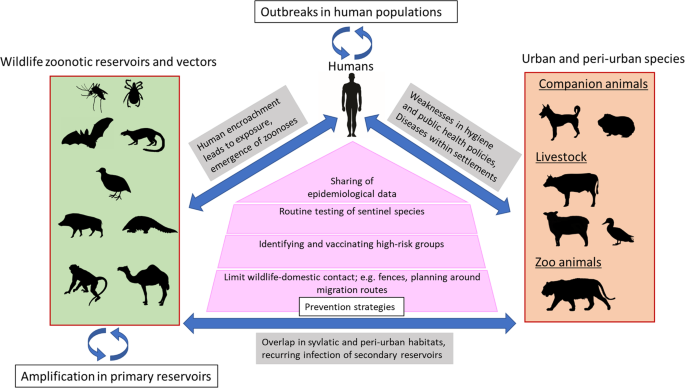 Outbreaks in human populations
Wildlife zoonotic reservoirs and vectors
Humans
Urban and peri-urban species
Human encroachment
leads to exposure,
emergence of zoonoses
Weaknesses in hygiene
and public health policies,
Diseases within settlements
Companion animals
Livestock
Zoo animals
Sharing of
epidemiological data
Routine testing of sentinel species
Identifying and vaccinating high-risk groups
Limit wildlife-domestic contact; e.g. fences, planning around
migration routes
Prevention strategies
Overlap in syvlatic and peri-urban habitats,
recurring infection of secondary reservoirs
Amplification in primary reservoirs